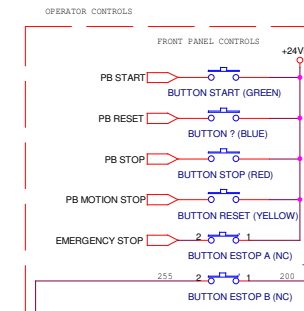 OPERATOR CONTROLS
FRONT PANEL CONTROLS
+24V
PB START
BUTTON START (GREEN)
PB RESET
BUTTON ? (BLUE)
PB STOP
BUTTON STOP (RED)
PB MOTION STOP
BUTTON RESET (YELLOW)
EMERGENCY STOP 2 1
BUTTON ESTOP A (NC)
255 2 1 200
BUTTON ESTOP B (NC)